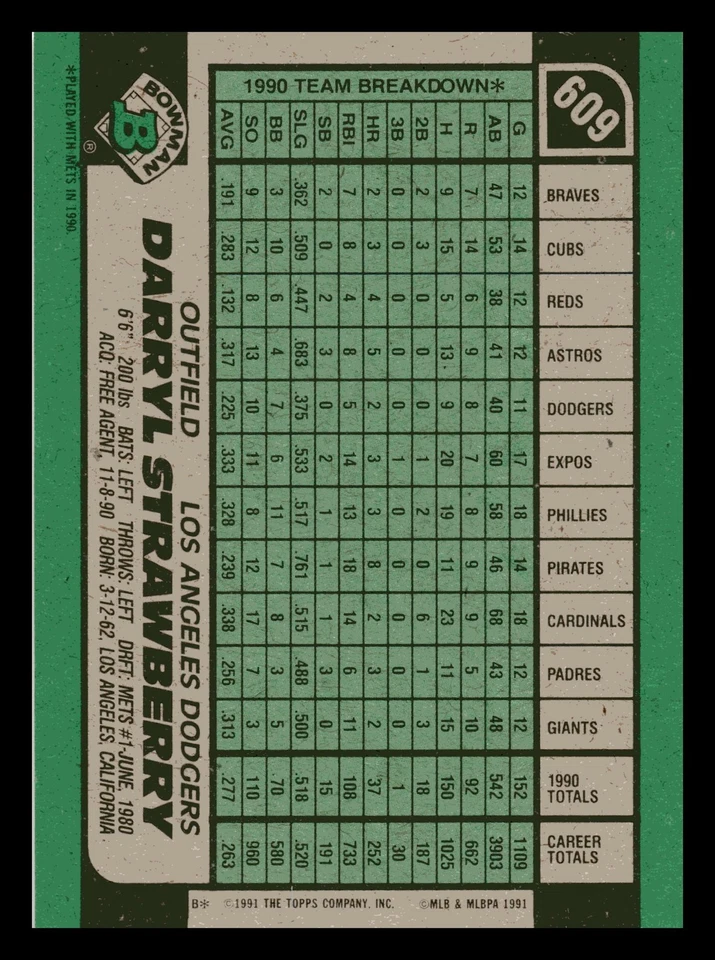 609
1990 TEAM BREAKDOWN*
G AB R H 2B 3B HR RBI SB SLG BB SO AVG
BRAVES 12 47 7 9 2 0 2 7 2 .362 3 9 .191
CUBS 14 53 14 15 3 0 3 8 0 .509 10 12 .283
REDS 12 38 6 5 0 0 4 4 2 .447 6 8 .132
ASTROS 12 41 9 13 0 0 5 8 3 .683 4 13 .317
DODGERS 11 40 8 9 0 0 2 5 0 .375 7 10 .225
EXPOS 17 60 7 20 1 1 3 14 2 .533 6 11 .333
PHILLIES 18 58 8 19 2 0 3 13 1 .517 11 8 .328
PIRATES 14 46 9 11 0 0 8 18 1 .761 7 12 .239
CARDINALS 18 68 9 23 6 0 2 14 1 .515 8 17 .338
PADRES 12 43 5 11 1 0 3 6 3 .488 3 7 .256
GIANTS 12 48 10 15 3 0 2 11 0 .500 5 3 .313
1990 TOTALS 152 542 92 150 18 1 37 108 15 .518 70 110 .277
CAREER TOTALS 1109 3903 662 1025 187 30 252 733 191 .520 580 960 .263
OUTFIELD LOS ANGELES DODGERS
DARRYL STRAWBERRY
6'6" 200 lbs BATS: LEFT THROWS: LEFT DRFT: METS #1-JUNE, 1980
ACQ: FREE AGENT, 11-8-90 BORN: 3-12-62, LOS ANGELES, CALIFORNIA
BOWMAN
B
®
*PLAYED WITH METS IN 1990.
B* ©1991 THE TOPPS COMPANY, INC. ©MLB & MLBPA 1991